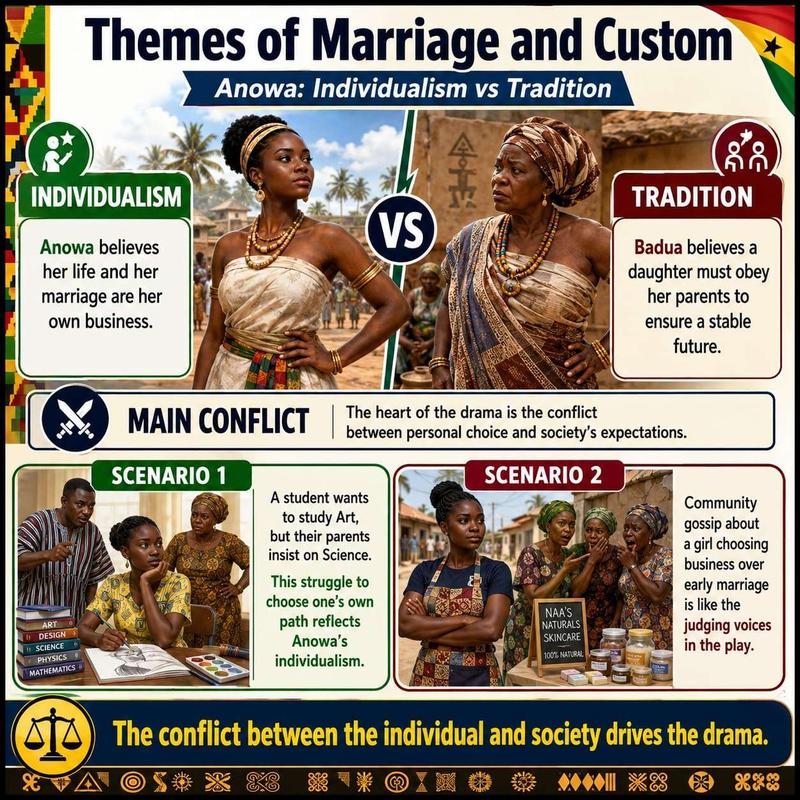 Themes of Marriage and Custom
Anowa: Individualism vs Tradition
INDIVIDUALISM
Anowa believes
her life and her
marriage are her
own business.
VS
TRADITION
Badua believes a
daughter must obey
her parents to
ensure a stable
future.
MAIN CONFLICT
The heart of the drama is the conflict
between personal choice and society's expectations.
SCENARIO 1
A student wants
to study Art,
but their parents
insist on Science.
This struggle to
choose one's own
path reflects
Anowa's
individualism.
ART
DESIGN
SCIENCE
PHYSICS
MATHEMATICS
SCENARIO 2
NAA'S
NATURALS
SKINCARE
100% NATURAL
Community
gossip about
a girl choosing
business over
early marriage
is like the
judging voices
in the play.
The conflict between the individual and society drives the drama.